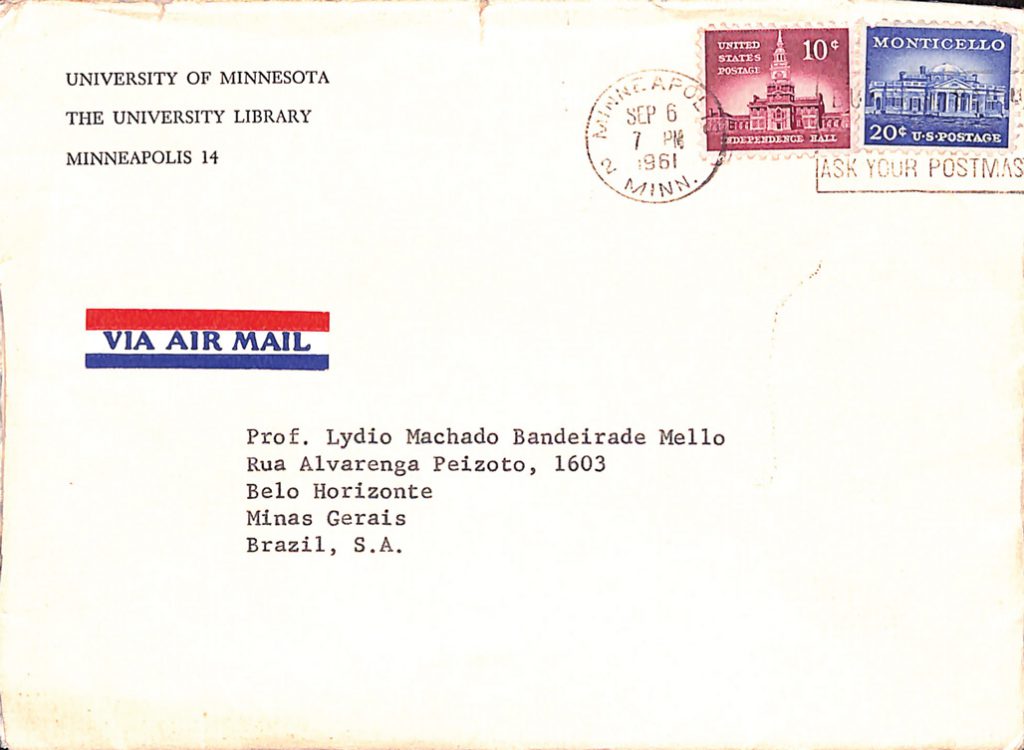 UNIVERSITY OF MINNESOTA
THE UNIVERSITY LIBRARY
MINNEAPOLIS 14
MINNEAPOL
SEP 6
7 PM
1961
2 MINN.
UNITED
STATES
POSTAGE
10¢
INDEPENDENCE HALL
MONTICELLO
20¢ U·S·POSTAGE
ASK YOUR POSTMAS
VIA AIR MAIL
Prof. Lydio Machado Bandeirade Mello
Rua Alvarenga Peizoto, 1603
Belo Horizonte
Minas Gerais
Brazil, S.A.